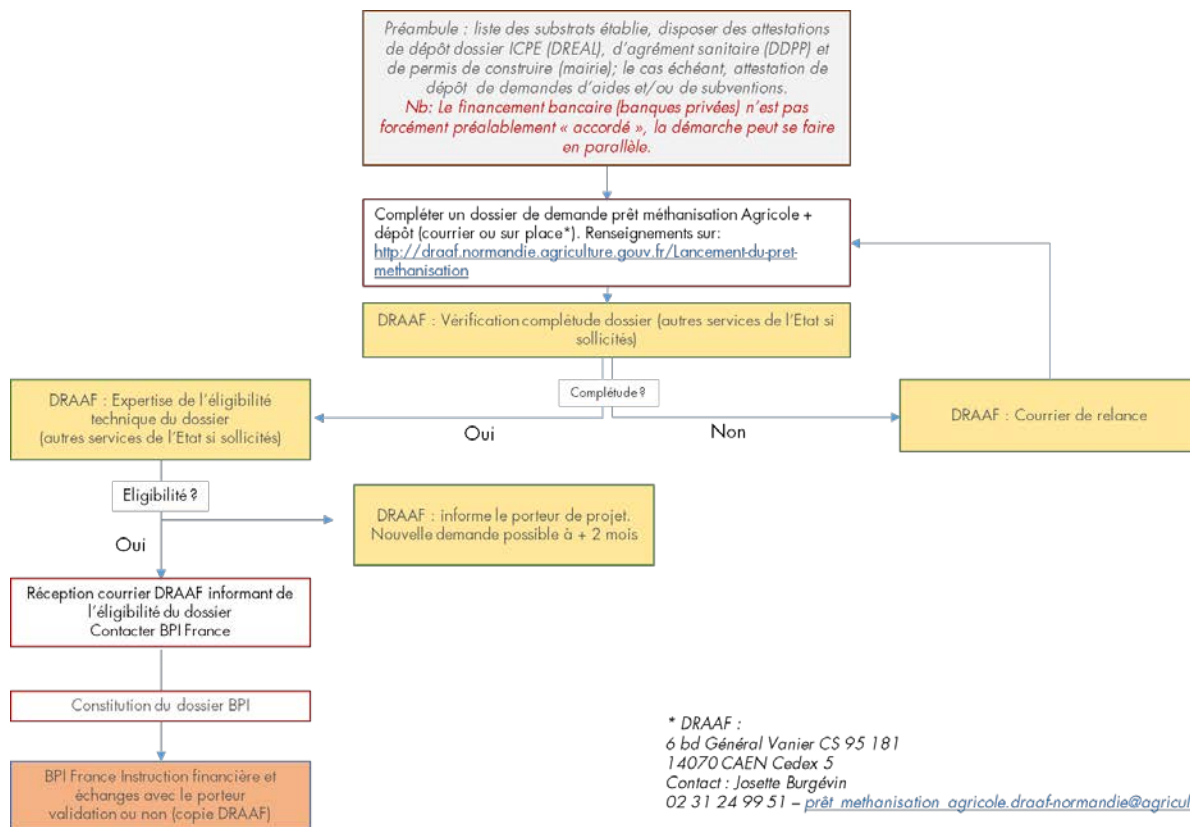 Préambule : liste des substrats établie, disposer des attestations
de dépôt dossier ICPE (DREAL), d'agrément sanitaire (DDPP) et
de permis de construire (mairie); le cas échéant, attestation de
dépôt de demandes d'aides et/ou de subventions.
Nb: Le financement bancaire (banques privées) n'est pas
forcément préalablement « accordé », la démarche peut se faire
en parallèle.
Compléter un dossier de demande prêt méthanisation Agricole +
dépôt (courrier ou sur place*). Renseignements sur:
http://draaf.normandie.agriculture.gouv.fr/Lancement-du-pret-
methanisation
DRAAF : Vérification complétude dossier (autres services de l'Etat si
sollicités)
Complétude ?
Oui
Non
DRAAF : Courrier de relance
DRAAF : Expertise de l'éligibilité
technique du dossier
(autres services de l'Etat si sollicités)
Eligibilité ?
Oui
DRAAF : informe le porteur de projet.
Nouvelle demande possible à + 2 mois
Réception courrier DRAAF informant de
l'éligibilité du dossier
Contacter BPI France
Constitution du dossier BPI
BPI France Instruction financière et
échanges avec le porteur
validation ou non (copie DRAAF)
* DRAAF :
6 bd Général Vanier CS 95 181
14070 CAEN Cedex 5
Contact : Josette Burgévin
02 31 24 99 51 – prêt_methanisation_agricole.draaf-normandie@agricul